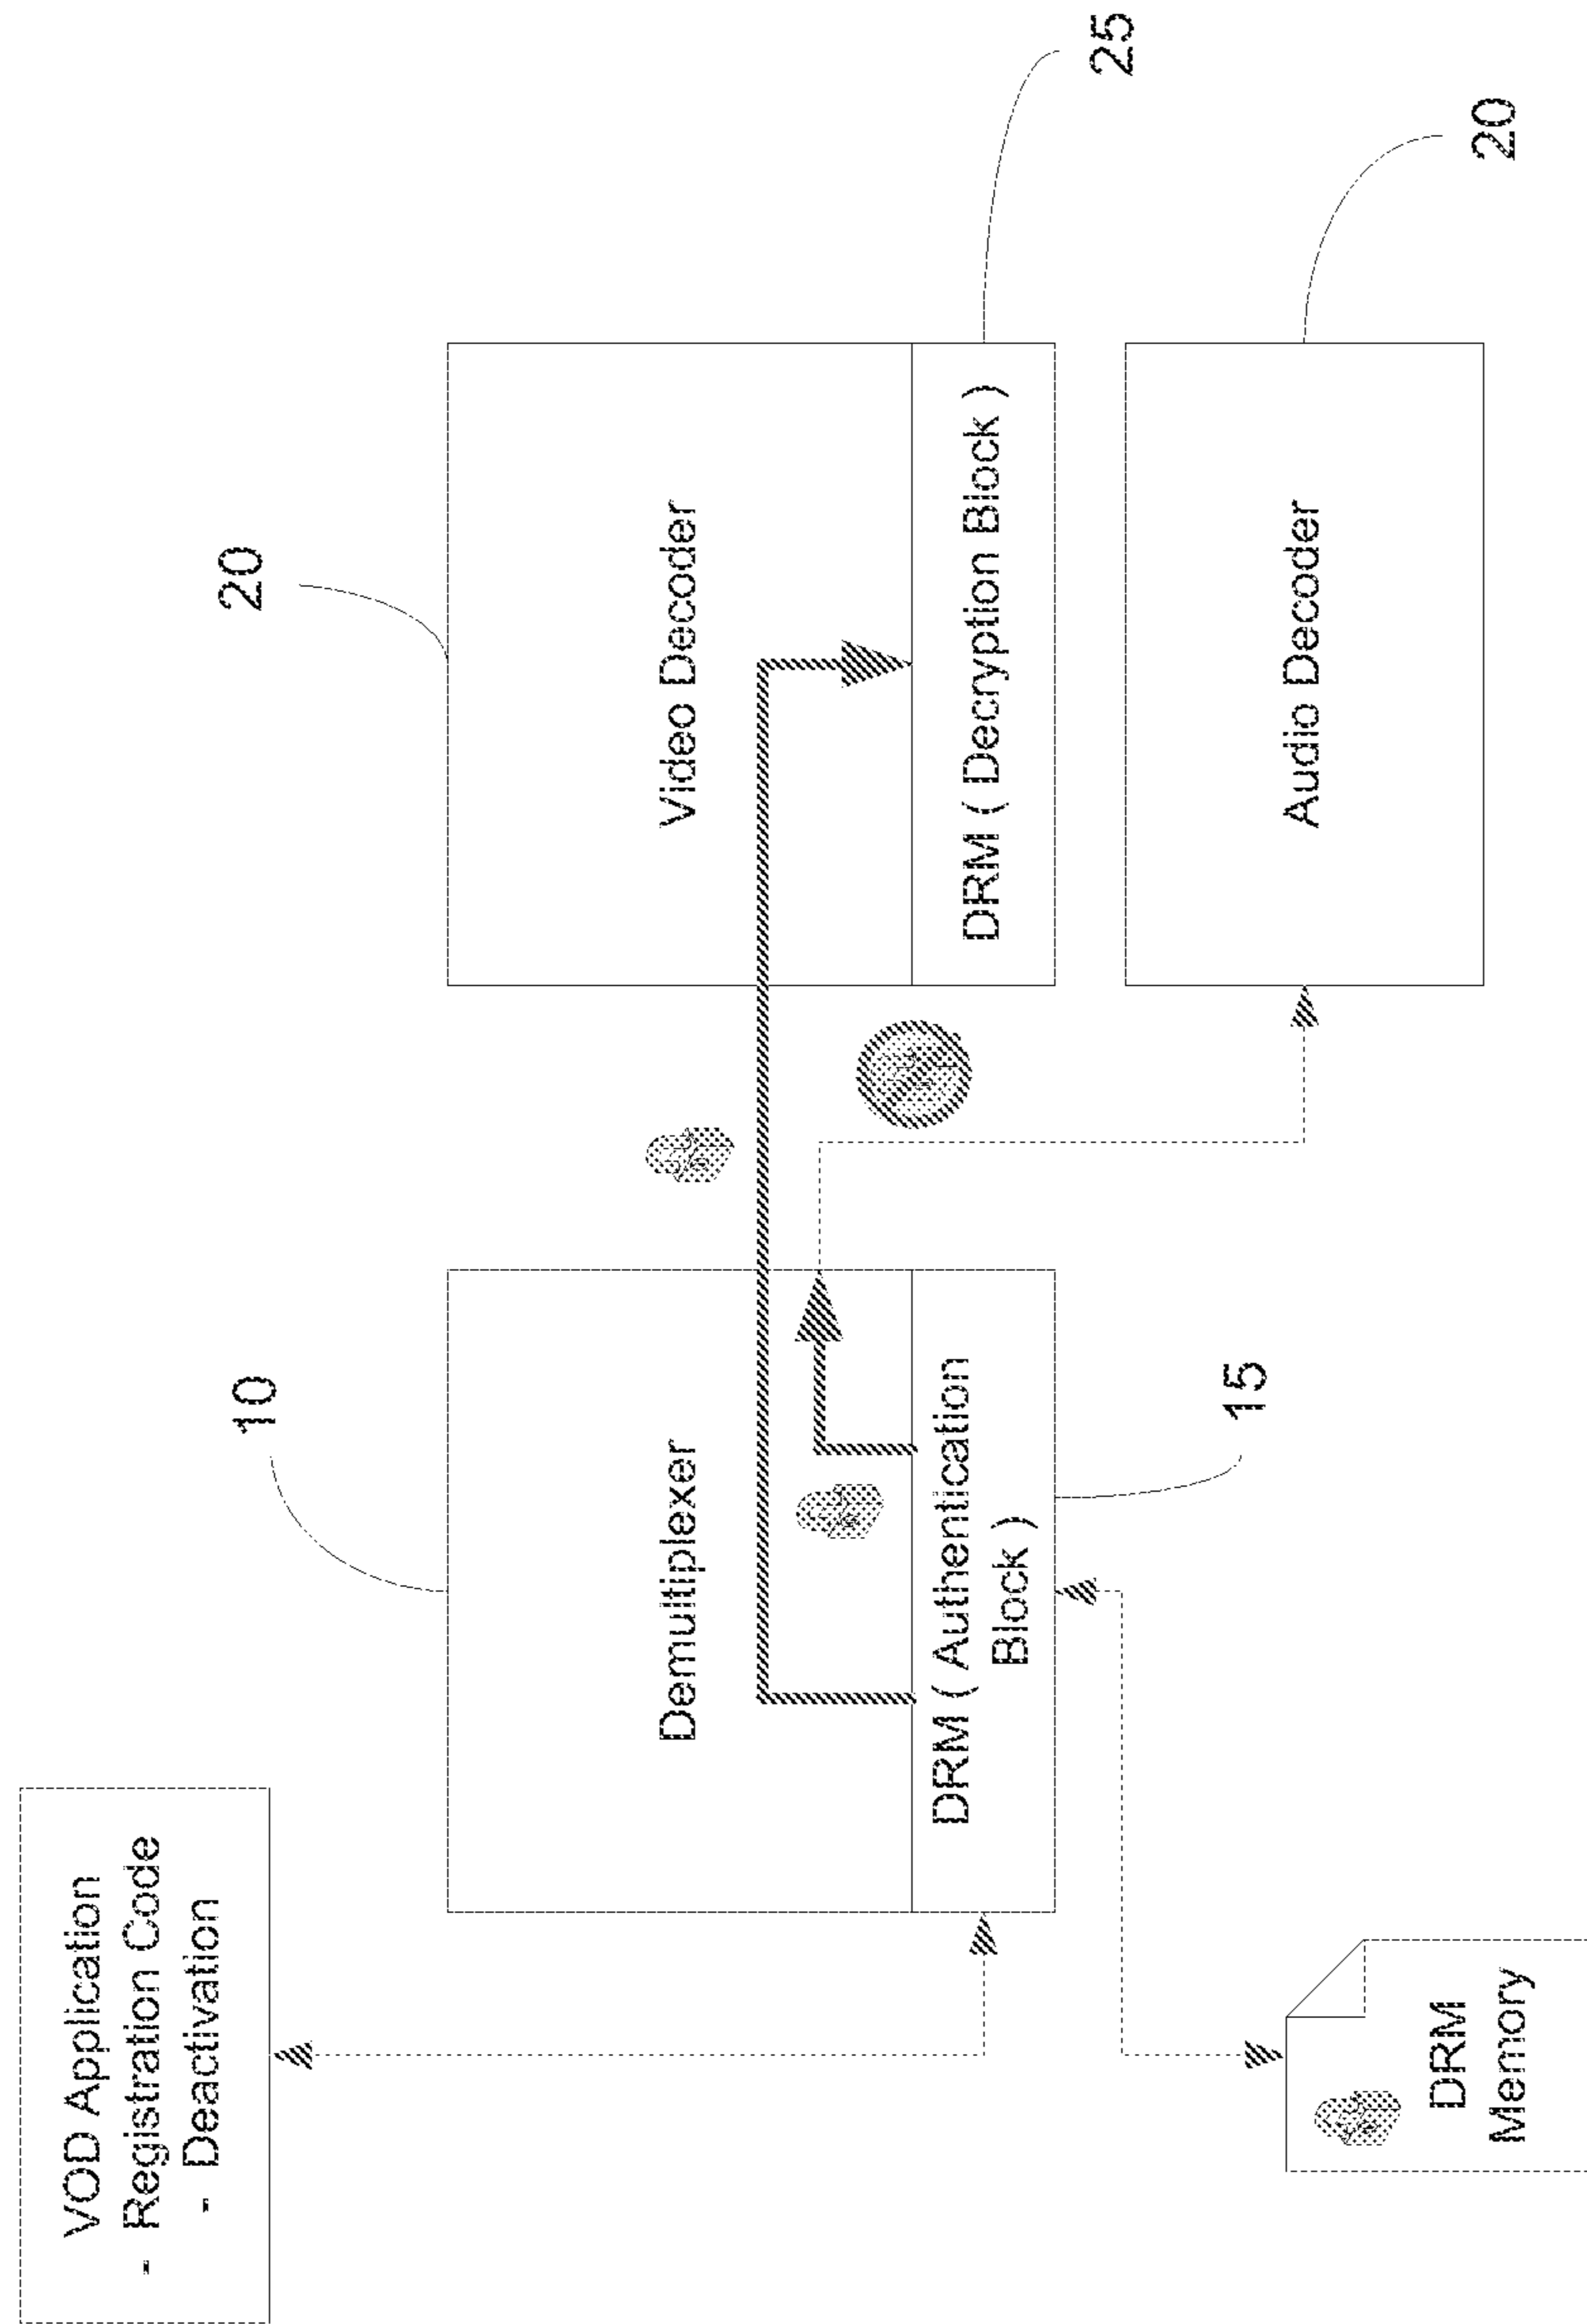 VOD Application
- Registration Code
- Deactivation
10
20
Demultiplexer
Video Decoder
DRM ( Authentication
Block )
DRM ( Decryption Block )
15
25
DRM
Memory
Audio Decoder
20